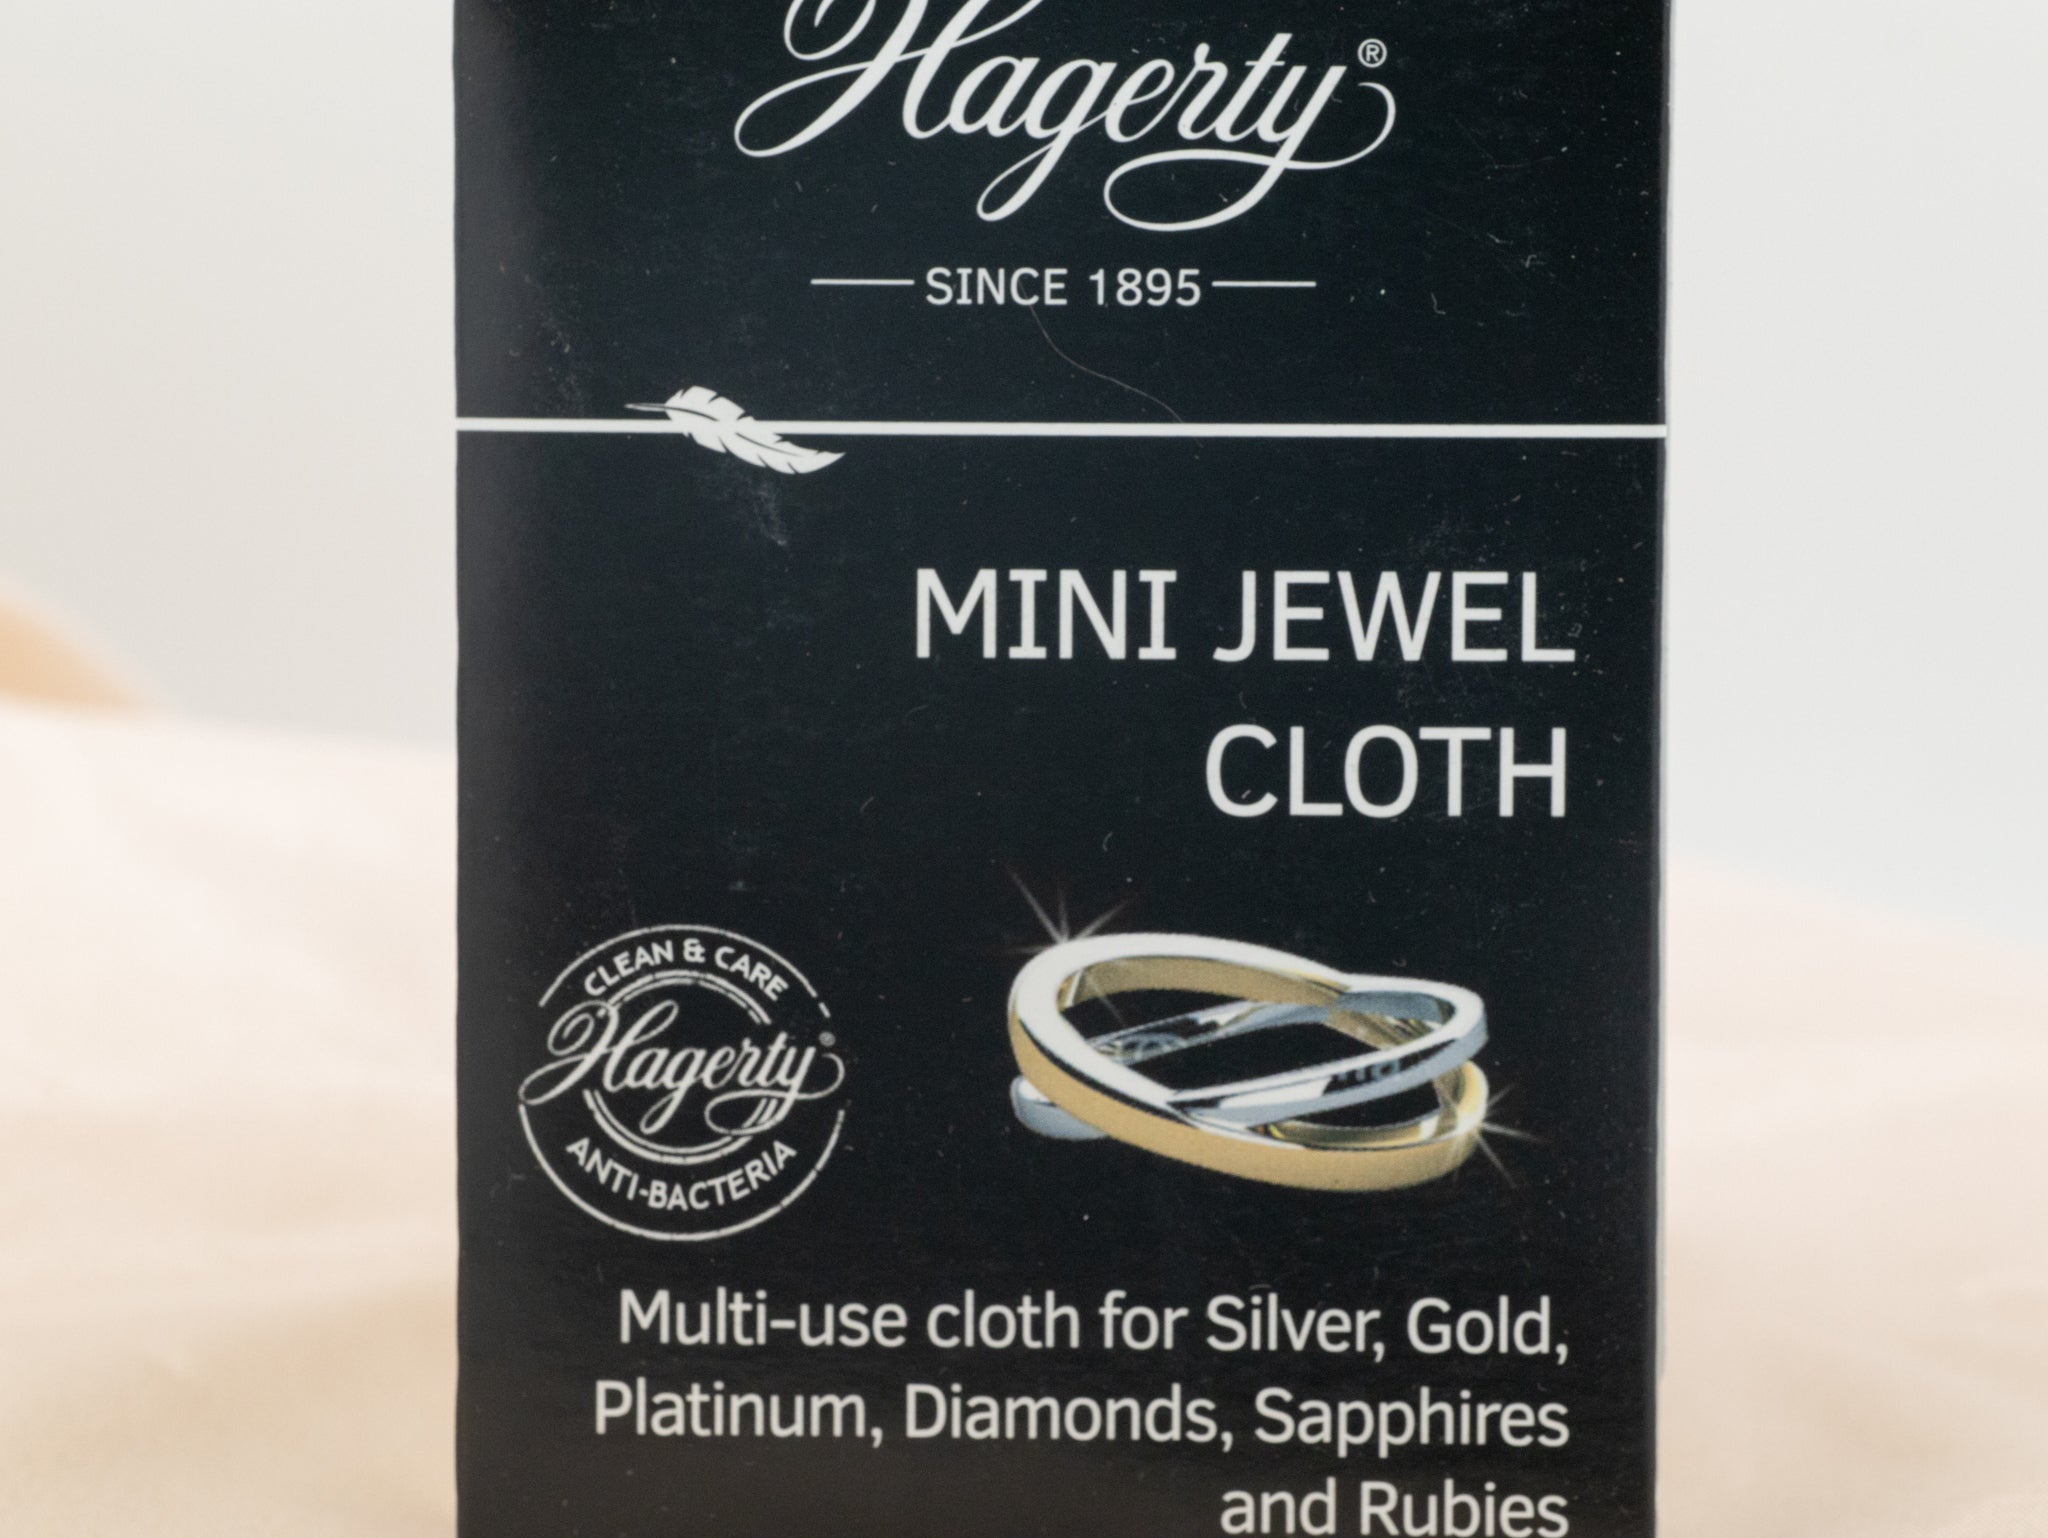 Hagerty®
SINCE 1895
MINI JEWEL
CLOTH
CLEAN & CARE
Hagerty®
ANTI-BACTERIA
Multi-use cloth for Silver, Gold,
Platinum, Diamonds, Sapphires
and Rubies